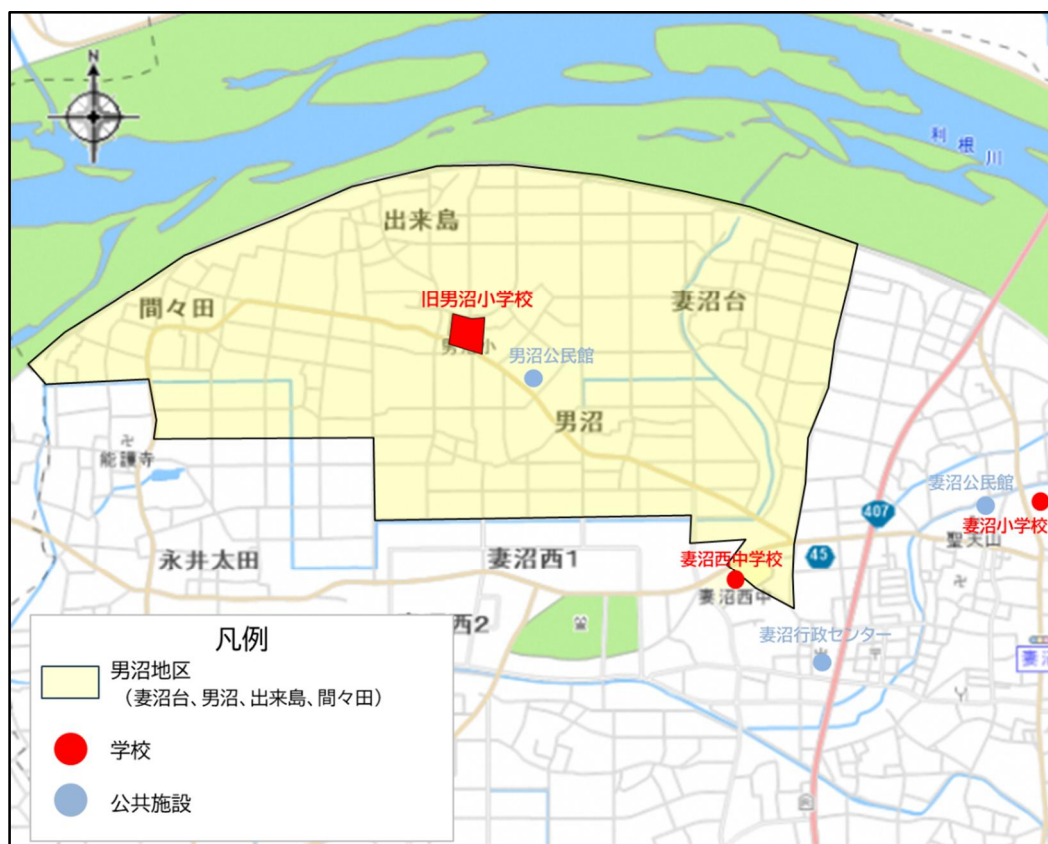 N
利根川
出来島
旧男沼小学校
間々田
妻沼台
男沼公民館
男沼
能護寺
407
妻沼公民館
妻沼小学校
聖天山
永井太田
妻沼西1
妻沼西中学校
45
妻沼西中
西2
妻沼行政センター
凡例
男沼地区
(妻沼台、男沼、出来島、間々田)
学校
公共施設